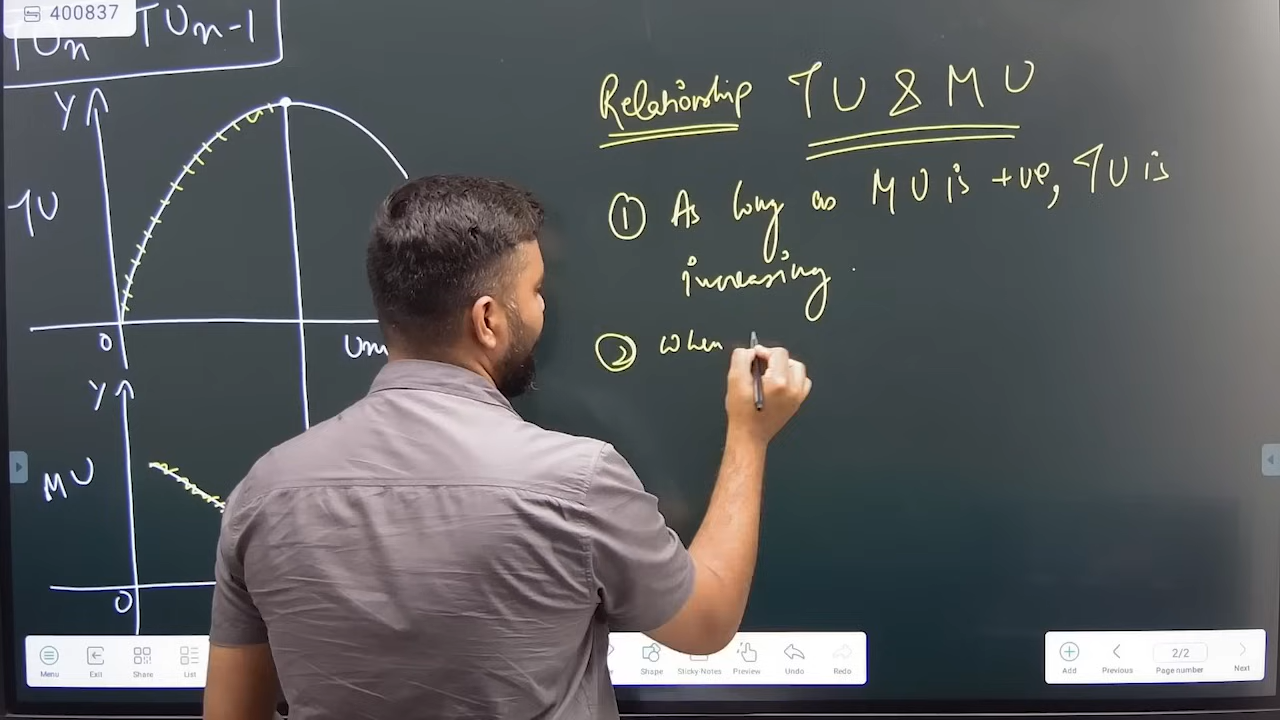 400837
TUn TUn-1
Y
TU
0
Y
MU
0
Relationship TU & MU
① As long as MU is +ve, TU is
increasing.
② When
Menu Exit Share List Shape Sticky Notes Preview Undo Redo
Add Previous 2/2 Page number Next